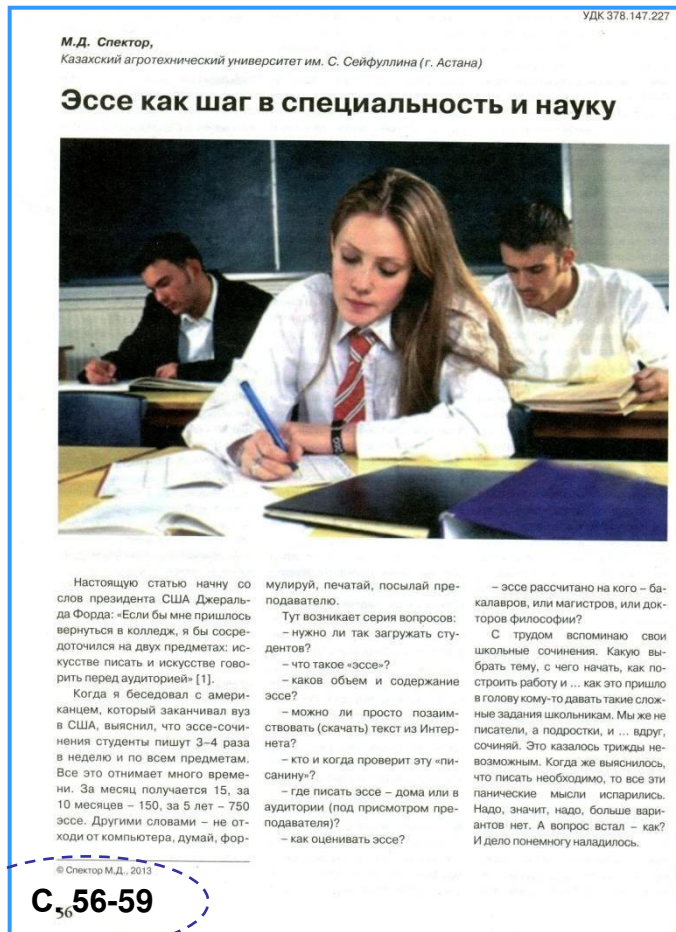 УДК 378.147.227
М.Д. Спектор,
Казахский агротехнический университет им. С. Сейфуллина (г. Астана)
Эссе как шаг в специальность и науку
Настоящую статью начну со
слов президента США Джераль-
да Форда: «Если бы мне пришлось
вернуться в колледж, я бы сосре-
доточился на двух предметах: ис-
кусстве писать и искусстве гово-
рить перед аудиторией» [1].
Когда я беседовал с амери-
канцем, который заканчивал вуз
в США, выяснил, что эссе-сочи-
нения студенты пишут 3–4 раза
в неделю и по всем предметам.
Все это отнимает много време-
ни. За месяц получается 15, за
10 месяцев – 150, за 5 лет – 750
эссе. Другими словами – не от-
ходи от компьютера, думай, фор-
мулируй, печатай, посылай пре-
подавателю.
Тут возникает серия вопросов:
– нужно ли так загружать сту-
дентов?
– что такое «эссе»?
– каков объем и содержание
эссе?
– можно ли просто позаим-
ствовать (скачать) текст из Интер-
нета?
– кто и когда проверит эту «пи-
санину»?
– где писать эссе – дома или в
аудитории (под присмотром пре-
подавателя)?
– как оценивать эссе?
– эссе рассчитано на кого – ба-
калавров, или магистров, или док-
торов философии?
С трудом вспоминаю свои
школьные сочинения. Какую вы-
брать тему, с чего начать, как по-
строить работу и ... как это пришло
в голову кому-то давать такие слож-
ные задания школьникам. Мы же не
писатели, а подростки, и ... вдруг,
сочиняй. Это казалось трижды не-
возможным. Когда же выяснилось,
что писать необходимо, то все эти
панические мысли испарились.
Надо, значит, надо, больше вари-
антов нет. А вопрос встал – как?
И дело понемногу наладилось.
© Спектор М.Д., 2013
С. 56-59
56